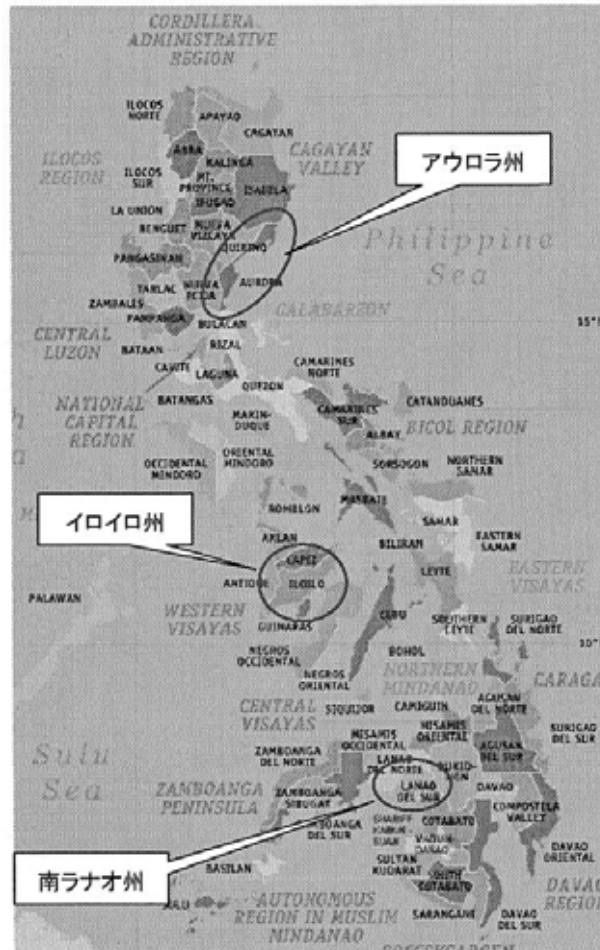 CORDILLERA
ADMINISTRATIVE
REGION
ILOCOS
NORTE
APAYAO
CAGAYAN
ABRA
KALINGA
CAGAYAN
VALLEY
アウロラ州
ILOCOS
REGION
ILOCOS
SUR
MT.
PROVINCE
ISABELA
IFUGAO
LA UNION
BENGUET
NUEVA
VIZCAYA
QUIRINO
Philippine
Sea
PANGASINAN
TARLAC
NUEVA
ECIJA
AURORA
ZAMBALES
PAMPANGA
BULACAN
CALABARZON
CENTRAL
LUZON
BATAAN
RIZAL
CAVITE
LAGUNA
QUEZON
CAMARINES
NORTE
BATANGAS
NATIONAL
CAPITAL
REGION
MARIN-
DUQUE
CAMARINES
SUR
CATANDUANES
ALBAY
BICOL REGION
OCCIDENTAL
MINDORO
ORIENTAL
MINDORO
SORSOGON
NORTHERN
SAMAR
ROMBLON
MASBATE
イロイロ州
AKLAN
SAMAR
BILIRAN
EASTERN
SAMAR
CAPIZ
ANTIQUE
ILOILO
LEYTE
EASTERN
VISAYAS
PALAWAN
WESTERN
VISAYAS
GUIMARAS
CEBU
SOUTHERN
LEYTE
SURIGAO
DEL NORTE
NEGROS
OCCIDENTAL
BOHOL
NEGROS
ORIENTAL
NORTHERN
MINDANAO
AGUSAN
DEL NORTE
CARAGA
CENTRAL
VISAYAS
SIQUIJOR
CAMIGUIN
MISAMIS
ORIENTAL
SURIGAO
DEL SUR
Sulu
Sea
ZAMBOANGA
DEL NORTE
MISAMIS
OCCIDENTAL
LANAO
DEL NORTE
AGUSAN
DEL SUR
ZAMBOANGA
PENINSULA
ZAMBOANGA
SIBUGAY
LANAO
DEL SUR
DAVAO
COMPOSTELA
VALLEY
DEL SUR
COTABATO
南ラナオ州
SULTAN
KUDARAT
DAVAO
ORIENTAL
BASILAN
SOUTH
COTABATO
DAVAO
REGION
AUTONOMOUS
REGION IN MUSLIM
MINDANAO
SARANGANI
DAVAO
DEL SUR